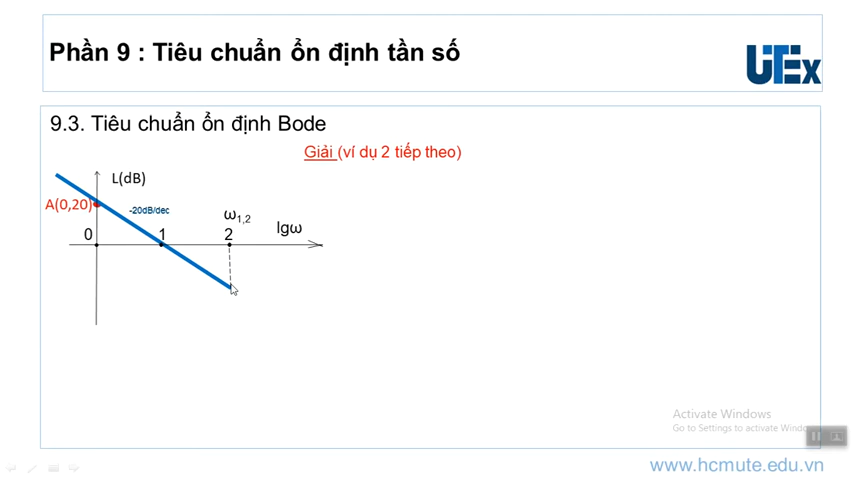 Phần 9 : Tiêu chuẩn ổn định tần số
UTEx
9.3. Tiêu chuẩn ổn định Bode
Giải (ví dụ 2 tiếp theo)
L(dB)
A(0,20)
-20dB/dec
ω1,2
lgω
0 1 2
Activate Windows
Go to Settings to activate Windo
www.hcmute.edu.vn